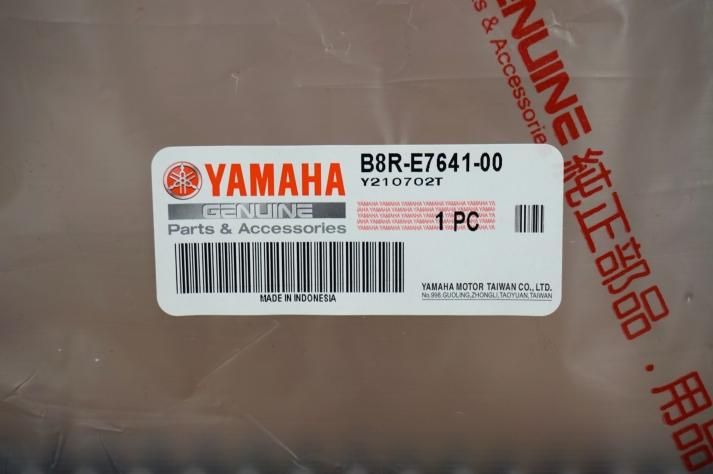 YAMAHA
GENUINE
Parts & Accessories
B8R-E7641-00
Y210702T
1 PC
MADE IN INDONESIA
YAMAHA MOTOR TAIWAN CO., LTD.
No.998,GUOLING,ZHONGLI,TAOYUAN,TAIWAN
GENUINE 純正部品.用品
& Accessories